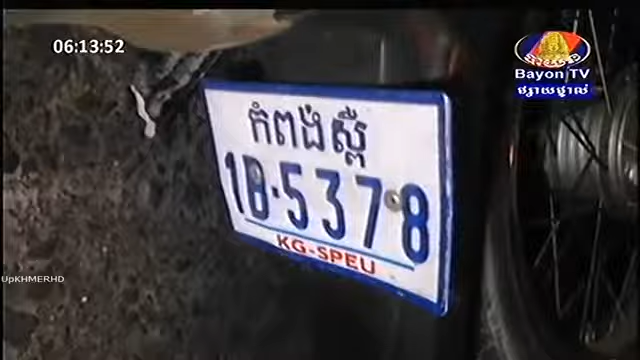 06:13:52
Bayon TV
ផ្សាយផ្ទាល់
កំពង់ស្ពឺ
1B-5378
KG-SPEU
UpKHMERHD